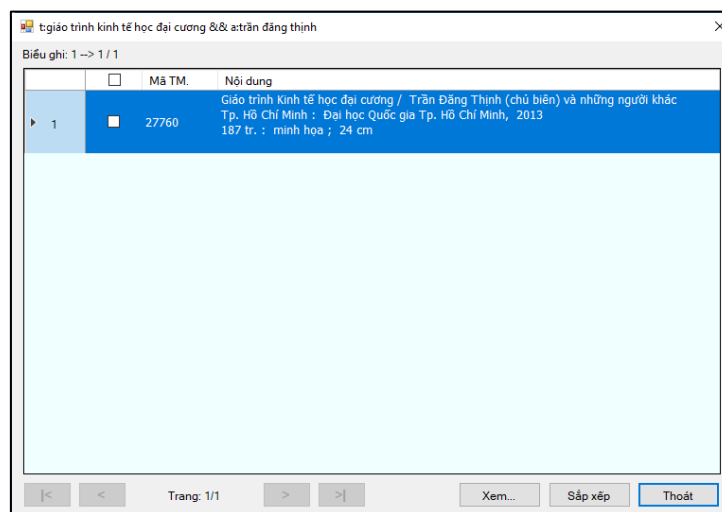 t:giáo trình kinh tế học đại cương && a:trần đăng thịnh
Biểu ghi: 1 --> 1 / 1
Mã TM. Nội dung
1 27760 Giáo trình Kinh tế học đại cương / Trần Đăng Thịnh (chủ biên) và những người khác
Tp. Hồ Chí Minh : Đại học Quốc gia Tp. Hồ Chí Minh, 2013
187 tr. : minh họa ; 24 cm
|< < Trang: 1/1 > >| Xem... Sắp xếp Thoát